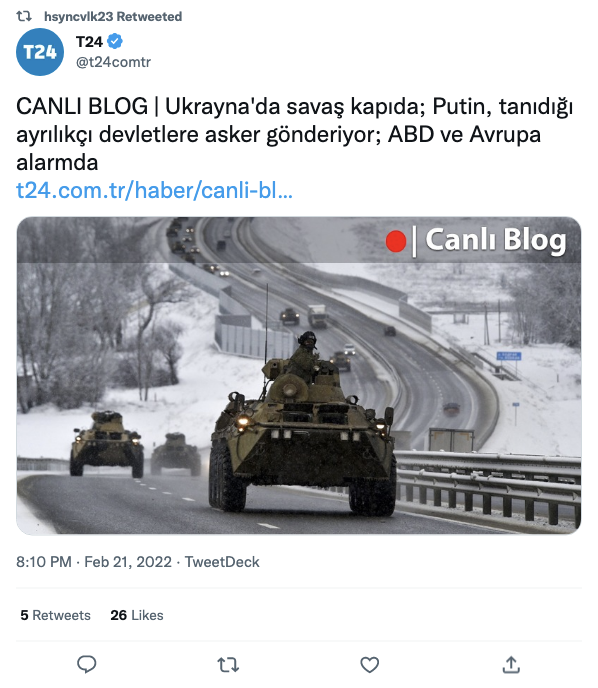 hsyncvlk23 Retweeted
T24
T24
@t24comtr
CANLI BLOG | Ukrayna'da savaş kapıda; Putin, tanıdığı
ayrılıkçı devletlere asker gönderiyor; ABD ve Avrupa
alarmda
t24.com.tr/haber/canli-bl...
| Canlı Blog
8:10 PM · Feb 21, 2022 · TweetDeck
5 Retweets 26 Likes